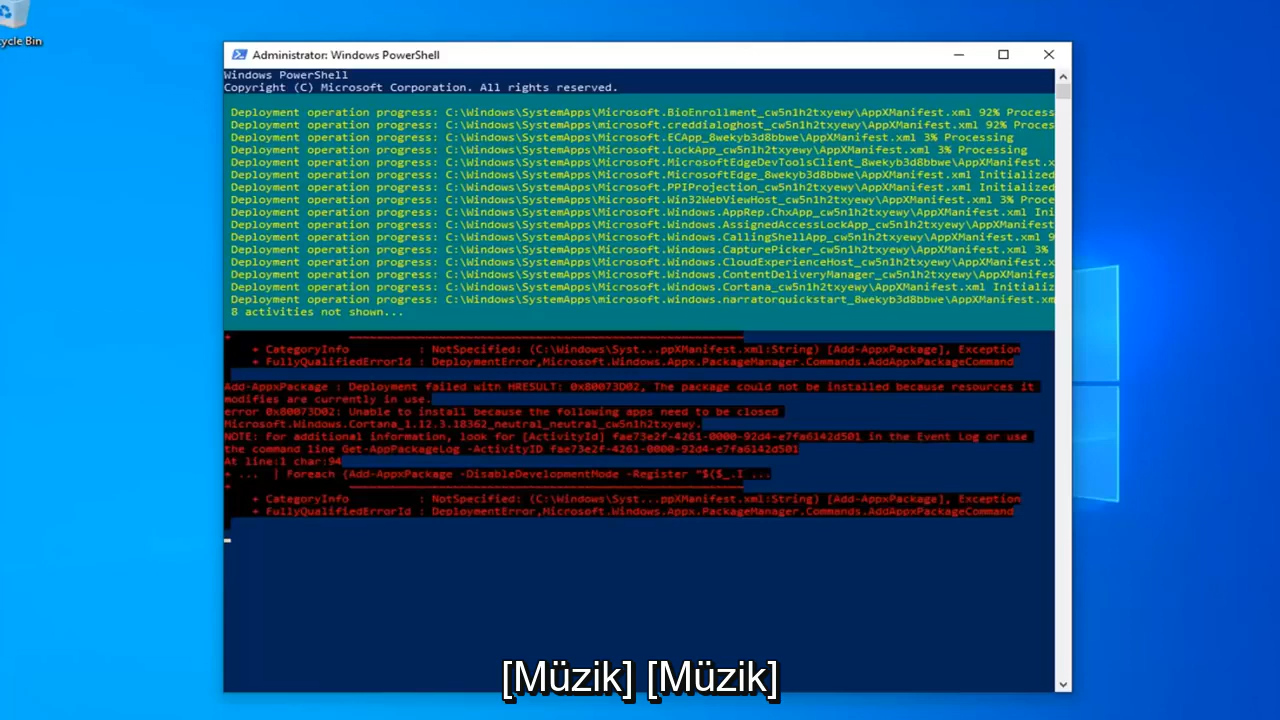 ycle Bin
Administrator: Windows PowerShell
Windows PowerShell
Copyright (C) Microsoft Corporation. All rights reserved.
Deployment operation progress: C:\Windows\SystemApps\Microsoft.BioEnrollment_cw5n1h2txyewy\AppXManifest.xml 92% Process
Deployment operation progress: C:\Windows\SystemApps\Microsoft.creddialoghost_cw5n1h2txyewy\AppXManifest.xml 92% Proces
Deployment operation progress: C:\Windows\SystemApps\Microsoft.ECApp_8wekyb3d8bbwe\AppXManifest.xml 3% Processing
Deployment operation progress: C:\Windows\SystemApps\Microsoft.LockApp_cw5n1h2txyewy\AppXManifest.xml 3% Processing
Deployment operation progress: C:\Windows\SystemApps\Microsoft.MicrosoftEdgeDevToolsClient_8wekyb3d8bbwe\AppXManifest.x
Deployment operation progress: C:\Windows\SystemApps\Microsoft.MicrosoftEdge_8wekyb3d8bbwe\AppXManifest.xml Initialized
Deployment operation progress: C:\Windows\SystemApps\Microsoft.PPIProjection_cw5n1h2txyewy\AppXManifest.xml Initialized
Deployment operation progress: C:\Windows\SystemApps\Microsoft.Win32WebViewHost_cw5n1h2txyewy\AppXManifest.xml 3% Proce
Deployment operation progress: C:\Windows\SystemApps\Microsoft.Windows.AppRep.ChxApp_cw5n1h2txyewy\AppXManifest.xml Ini
Deployment operation progress: C:\Windows\SystemApps\Microsoft.Windows.AssignedAccessLockApp_cw5n1h2txyewy\AppXManifest
Deployment operation progress: C:\Windows\SystemApps\Microsoft.Windows.CallingShellApp_cw5n1h2txyewy\AppXManifest.xml 9
Deployment operation progress: C:\Windows\SystemApps\Microsoft.Windows.CapturePicker_cw5n1h2txyewy\AppXManifest.xml 3%
Deployment operation progress: C:\Windows\SystemApps\Microsoft.Windows.CloudExperienceHost_cw5n1h2txyewy\AppXManifest.x
Deployment operation progress: C:\Windows\SystemApps\Microsoft.Windows.ContentDeliveryManager_cw5n1h2txyewy\AppXManifes
Deployment operation progress: C:\Windows\SystemApps\Microsoft.Windows.Cortana_cw5n1h2txyewy\AppXManifest.xml Initializ
Deployment operation progress: C:\Windows\SystemApps\microsoft.windows.narratorquickstart_8wekyb3d8bbwe\AppXManifest.xm
8 activities not shown...
+ ~~~~~~~~~~~~~~~~~~~~~~~~~~~~~~~~~~~~~~~~~~~~~~~~~~~~~~~~~
+ CategoryInfo : NotSpecified: (C:\Windows\Syst...ppXManifest.xml:String) [Add-AppxPackage], Exception
+ FullyQualifiedErrorId : DeploymentError,Microsoft.Windows.Appx.PackageManager.Commands.AddAppxPackageCommand
Add-AppxPackage : Deployment failed with HRESULT: 0x80073D02, The package could not be installed because resources it
modifies are currently in use.
error 0x80073D02: Unable to install because the following apps need to be closed
Microsoft.Windows.Cortana_1.12.3.18362_neutral_neutral_cw5n1h2txyewy.
NOTE: For additional information, look for [ActivityId] fae73e2f-4261-0000-92d4-e7fa6142d501 in the Event Log or use
the command line Get-AppPackageLog -ActivityID fae73e2f-4261-0000-92d4-e7fa6142d501
At line:1 char:94
+ ... | Foreach {Add-AppxPackage -DisableDevelopmentMode -Register "$($_.I ...
+ ~~~~~~~~~~~~~~~~~~~~~~~~~~~~~~~~~~~~~~~~~~~~~~~~~~~~~~~~~
+ CategoryInfo : NotSpecified: (C:\Windows\Syst...ppXManifest.xml:String) [Add-AppxPackage], Exception
+ FullyQualifiedErrorId : DeploymentError,Microsoft.Windows.Appx.PackageManager.Commands.AddAppxPackageCommand
[Müzik] [Müzik]